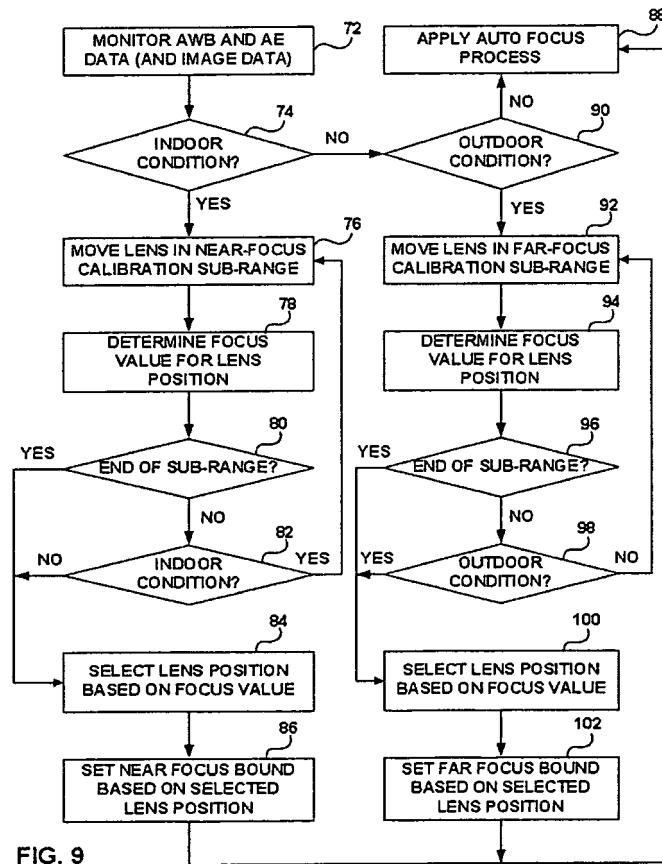 MONITOR AWB AND AE
DATA (AND IMAGE DATA)
72
APPLY AUTO FOCUS
PROCESS
88
74
INDOOR
CONDITION?
NO
NO
90
OUTDOOR
CONDITION?
YES
YES
76
MOVE LENS IN NEAR-FOCUS
CALIBRATION SUB-RANGE
92
MOVE LENS IN FAR-FOCUS
CALIBRATION SUB-RANGE
78
DETERMINE FOCUS
VALUE FOR LENS
POSITION
94
DETERMINE FOCUS
VALUE FOR LENS
POSITION
80
YES
END OF SUB-RANGE?
96
YES
END OF SUB-RANGE?
NO
NO
82
NO
INDOOR
CONDITION?
YES
98
YES
OUTDOOR
CONDITION?
NO
84
SELECT LENS POSITION
BASED ON FOCUS VALUE
100
SELECT LENS POSITION
BASED ON FOCUS VALUE
86
SET NEAR FOCUS BOUND
BASED ON SELECTED
LENS POSITION
102
SET FAR FOCUS BOUND
BASED ON SELECTED
LENS POSITION
FIG. 9